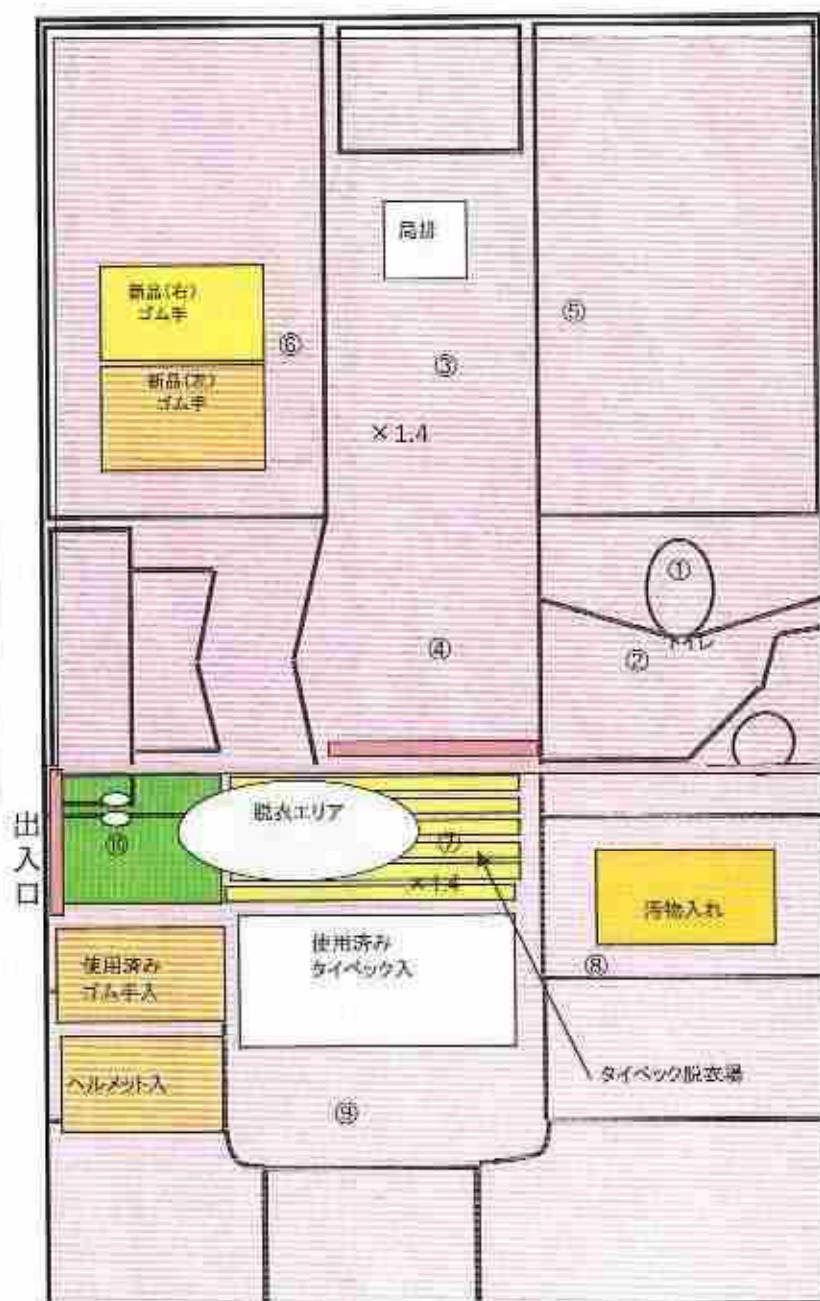 局排
新品(右)
ゴム手
⑤
⑥
③
新品(左)
ゴム手
×1.4
①
④
②
トイレ
脱衣エリア
出入口
⑩
⑦
×1.4
汚物入れ
使用済み
タイベック入
使用済み
ゴム手入
⑧
タイベック脱衣場
ヘルメット入
⑨